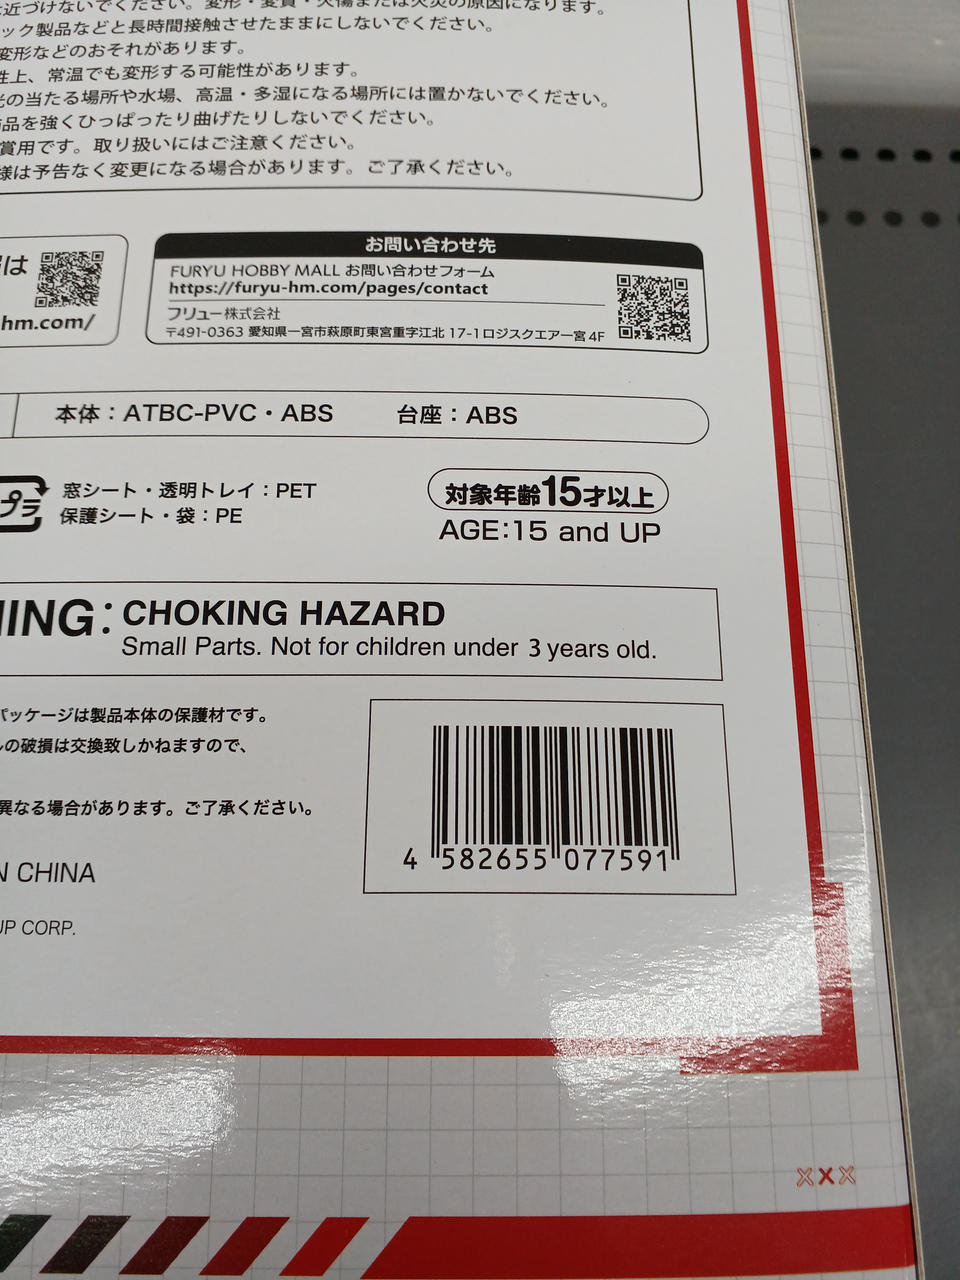 近づけないでください。変形・変質・火傷または火災の原因になります。
ック製品などと長時間接触させたままにしないでください。
変形などのおそれがあります。
性上、常温でも変形する可能性があります。
光の当たる場所や水場、高温・多湿になる場所には置かないでください。
品を強くひっぱったり曲げたりしないでください。
賞用です。取り扱いにはご注意ください。
様は予告なく変更になる場合があります。ご了承ください。
は
hm.com/
お問い合わせ先
FURYU HOBBY MALL お問い合わせフォーム
https://furyu-hm.com/pages/contact
フリュー株式会社
〒491-0363 愛知県一宮市萩原町東宮重字江北 17-1ロジスクエア一宮 4F
本体：ATBC-PVC・ABS 台座：ABS
プラ
窓シート・透明トレイ：PET
保護シート・袋：PE
対象年齢15才以上
AGE:15 and UP
NING: CHOKING HAZARD
Small Parts. Not for children under 3 years old.
パッケージは製品本体の保護材です。
の破損は交換致しかねますので、
異なる場合があります。ご了承ください。
N CHINA
UP CORP.
4 582655 077591
XXX